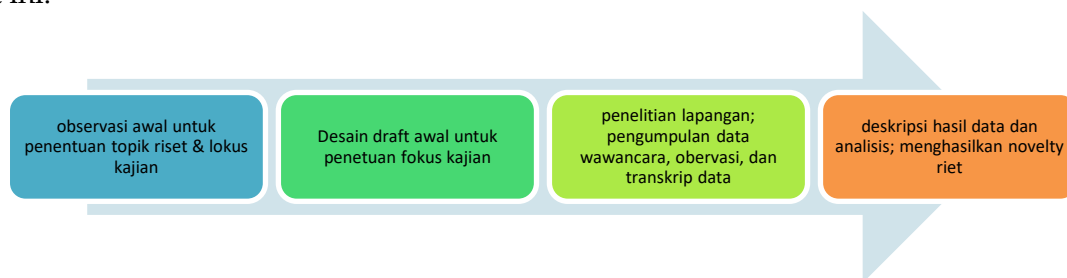 observasi awal untuk
penentuan topik riset & lokus
kajian
Desain draft awal untuk
penetuan fokus kajian
penelitian lapangan;
pengumpulan data
wawancara, obervasi, dan
transkrip data
deskripsi hasil data dan
analisis; menghasilkan novelty
riet